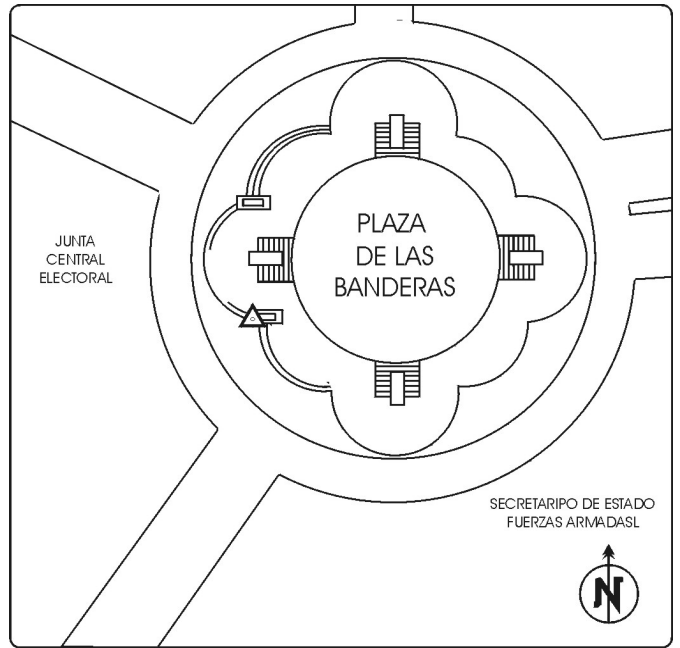 PLAZA
DE LAS
BANDERAS
JUNTA
CENTRAL
ELECTORAL
SECRETARIPO DE ESTADO
FUERZAS ARMADASL
N